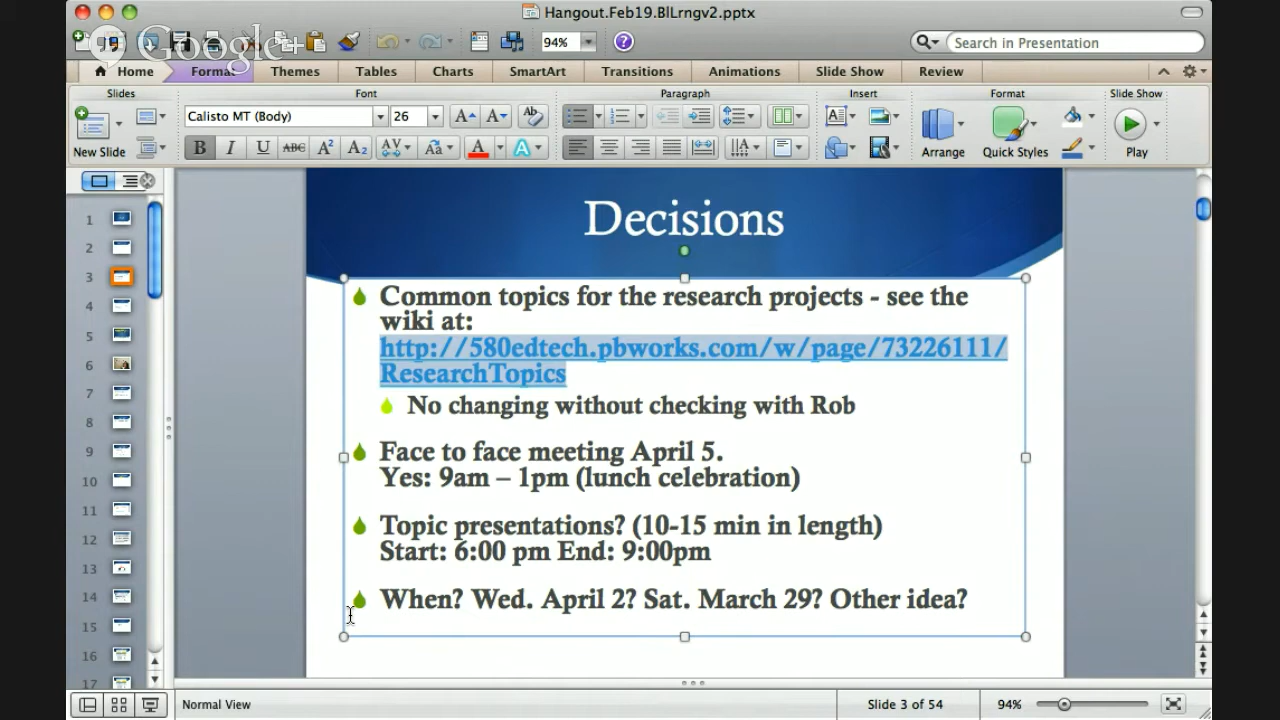 Hangout.Feb19.BlLrngv2.pptx
Google+
94%
Search in Presentation
Home
Format
Themes
Tables
Charts
SmartArt
Transitions
Animations
Slide Show
Review
Slides
Font
Paragraph
Insert
Format
Slide Show
Calisto MT (Body)
26
New Slide
B I U ABC A² A₂ AV Aa A A
Arrange
Quick Styles
Play
1
2
3
4
5
6
7
8
9
10
11
12
13
14
15
16
17
Decisions
Common topics for the research projects - see the
wiki at:
http://580edtech.pbworks.com/w/page/73226111/
ResearchTopics
No changing without checking with Rob
Face to face meeting April 5.
Yes: 9am – 1pm (lunch celebration)
Topic presentations? (10-15 min in length)
Start: 6:00 pm End: 9:00pm
When? Wed. April 2? Sat. March 29? Other idea?
Normal View
Slide 3 of 54
94%